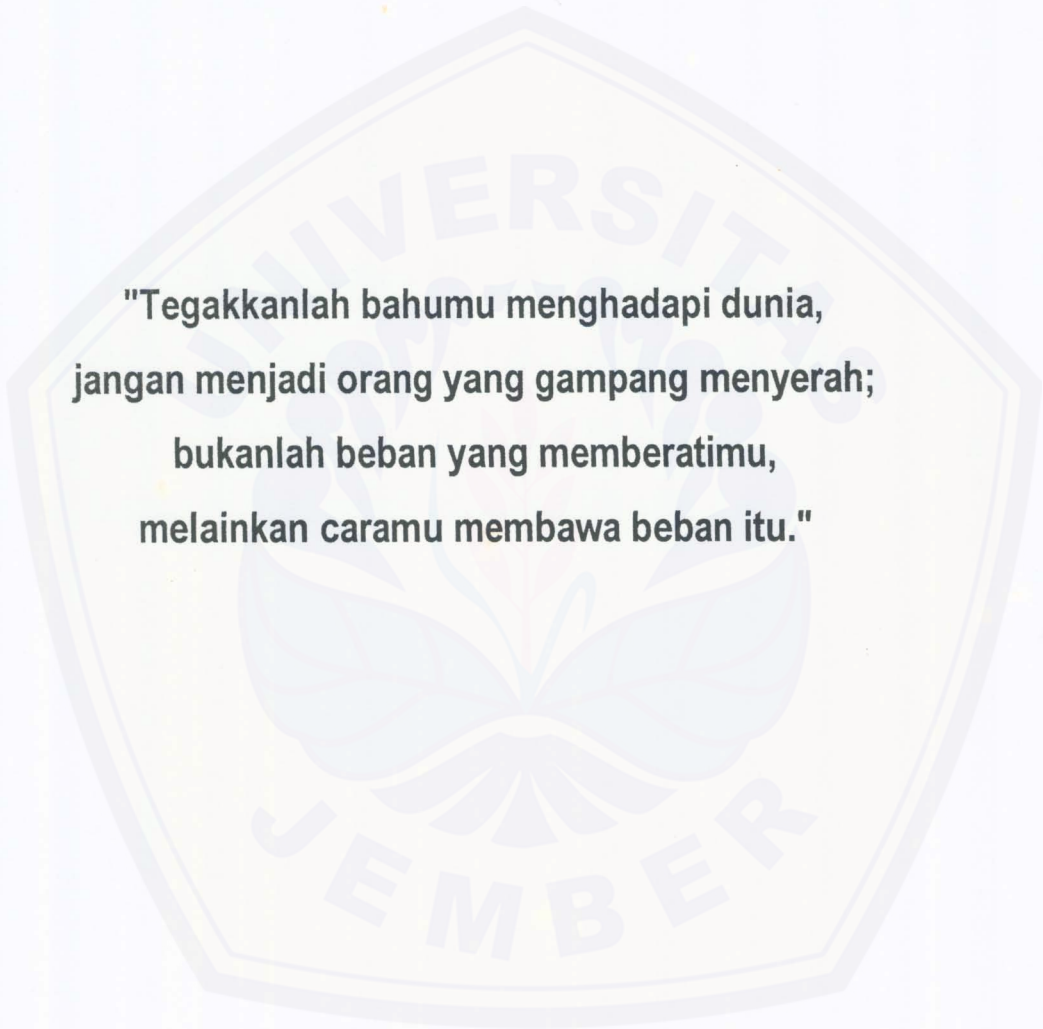 UNIVERSITAS
"Tegakkanlah bahumu menghadapi dunia,
jangan menjadi orang yang gampang menyerah;
bukanlah beban yang memberatimu,
melainkan caramu membawa beban itu."
JEMBER